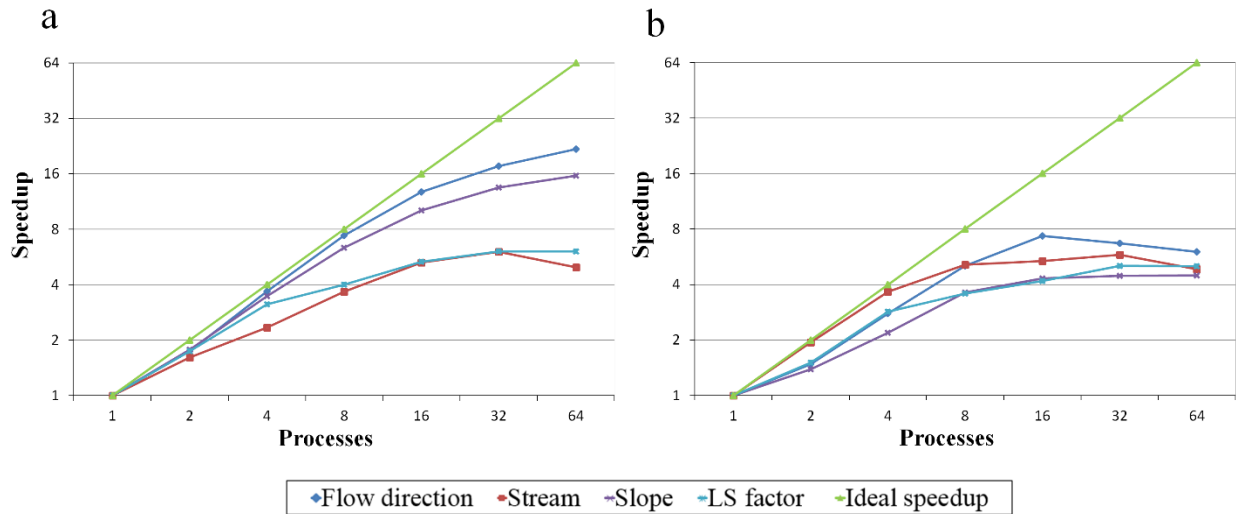 a
64
32
16
8
4
2
1
Speedup
1 2 4 8 16 32 64
Processes
b
64
32
16
8
4
2
1
Speedup
1 2 4 8 16 32 64
Processes
Flow direction Stream Slope LS factor Ideal speedup